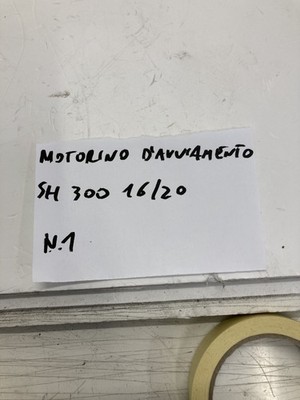 MOTORINO D'AVVIAMENTO
SH 300 16/20
N.1